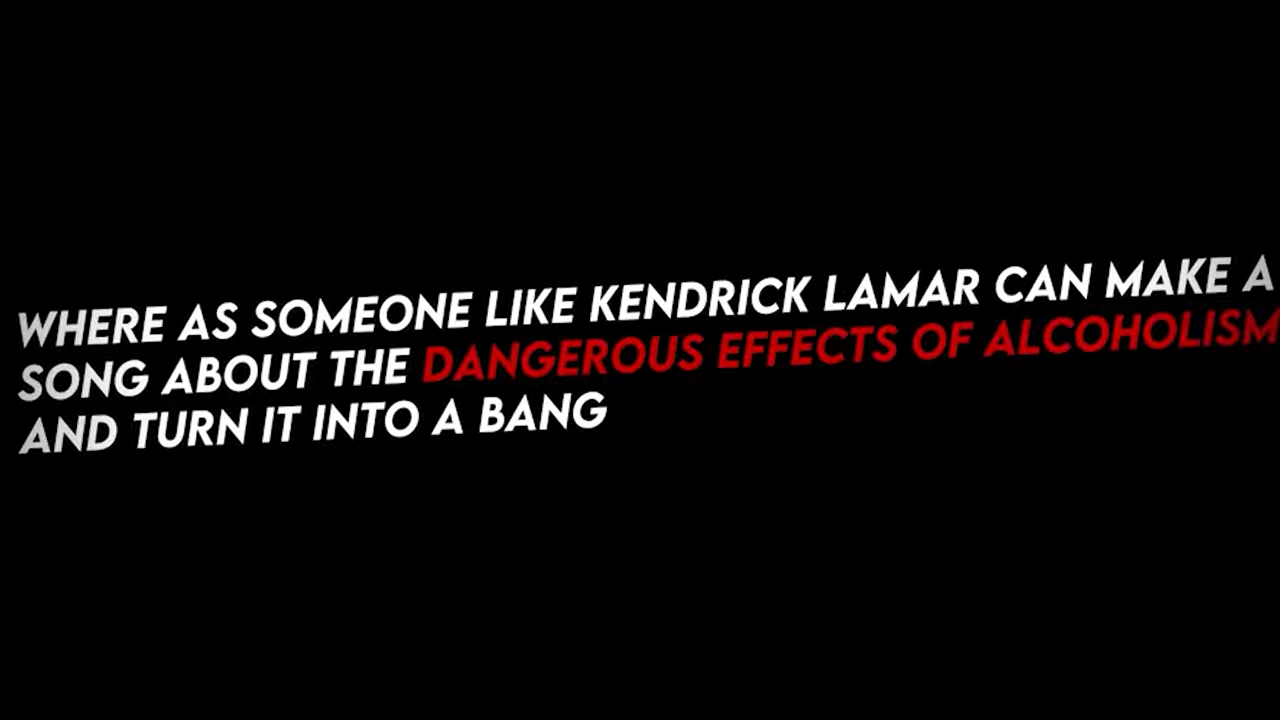 WHERE AS SOMEONE LIKE KENDRICK LAMAR CAN MAKE A
SONG ABOUT THE DANGEROUS EFFECTS OF ALCOHOLISM
AND TURN IT INTO A BANG